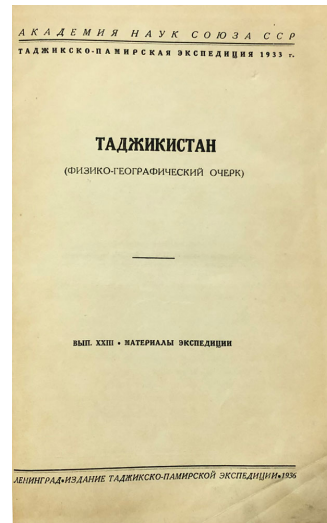 АКАДЕМИЯ НАУК СОЮЗА ССР
ТАДЖИКСКО-ПАМИРСКАЯ ЭКСПЕДИЦИЯ 1933 г.
ТАДЖИКИСТАН
(ФИЗИКО-ГЕОГРАФИЧЕСКИЙ ОЧЕРК)
ВЫП. XXIII • МАТЕРИАЛЫ ЭКСПЕДИЦИИ
ЛЕНИНГРАД•ИЗДАНИЕ ТАДЖИКСКО-ПАМИРСКОЙ ЭКСПЕДИЦИИ•1936